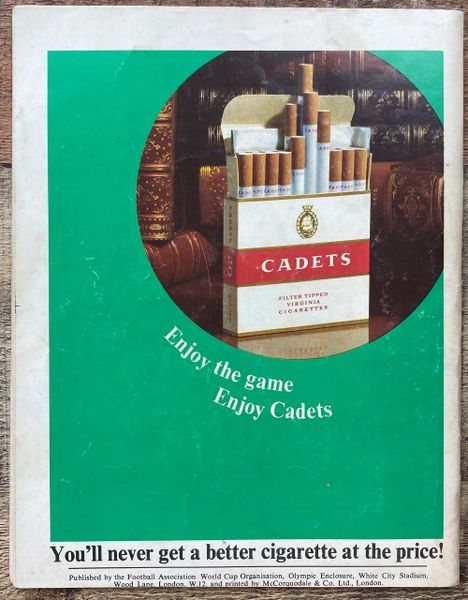 CADETS
FILTER TIPPED
VIRGINIA
CIGARETTES
20
Enjoy the game
Enjoy Cadets
You'll never get a better cigarette at the price!
Published by the Football Association World Cup Organisation, Olympic Enclosure, White City Stadium,
Wood Lane, London, W.12. and printed by McCorquodale & Co. Ltd., London.